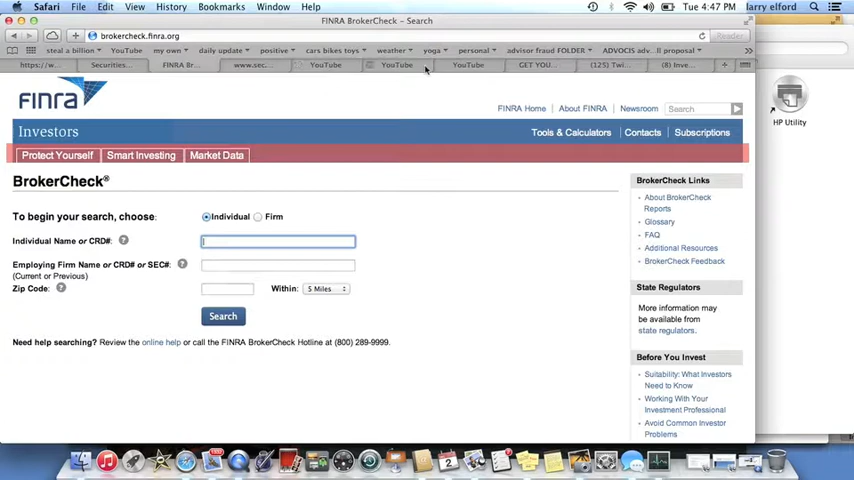 Safari File Edit View History Bookmarks Window Help Tue 4:47 PM larry elford
FINRA BrokerCheck – Search
brokercheck.finra.org Reader
steal a billion YouTube my own daily update positive cars bikes toys weather yoga personal advisor fraud FOLDER ADVOCIS advisor...ll proposal
https://w... Securities... FINRA Br... www.sec. YouTube YouTube YouTube GET YOU... (125) Twi... (8) Inve...
FINRA
FINRA Home About FINRA Newsroom Search
Investors Tools & Calculators Contacts Subscriptions
Protect Yourself Smart Investing Market Data
BrokerCheck®
To begin your search, choose: Individual Firm
Individual Name or CRD#: ?
Employing Firm Name or CRD# or SEC#: ?
(Current or Previous)
Zip Code: ? Within: 5 Miles
Search
Need help searching? Review the online help or call the FINRA BrokerCheck Hotline at (800) 289-9999.
BrokerCheck Links
About BrokerCheck
Reports
Glossary
FAQ
Additional Resources
BrokerCheck Feedback
State Regulators
More information may
be available from
state regulators.
Before You Invest
Suitability: What Investors
Need to Know
Working With Your
Investment Professional
Avoid Common Investor
Problems
HP Utility